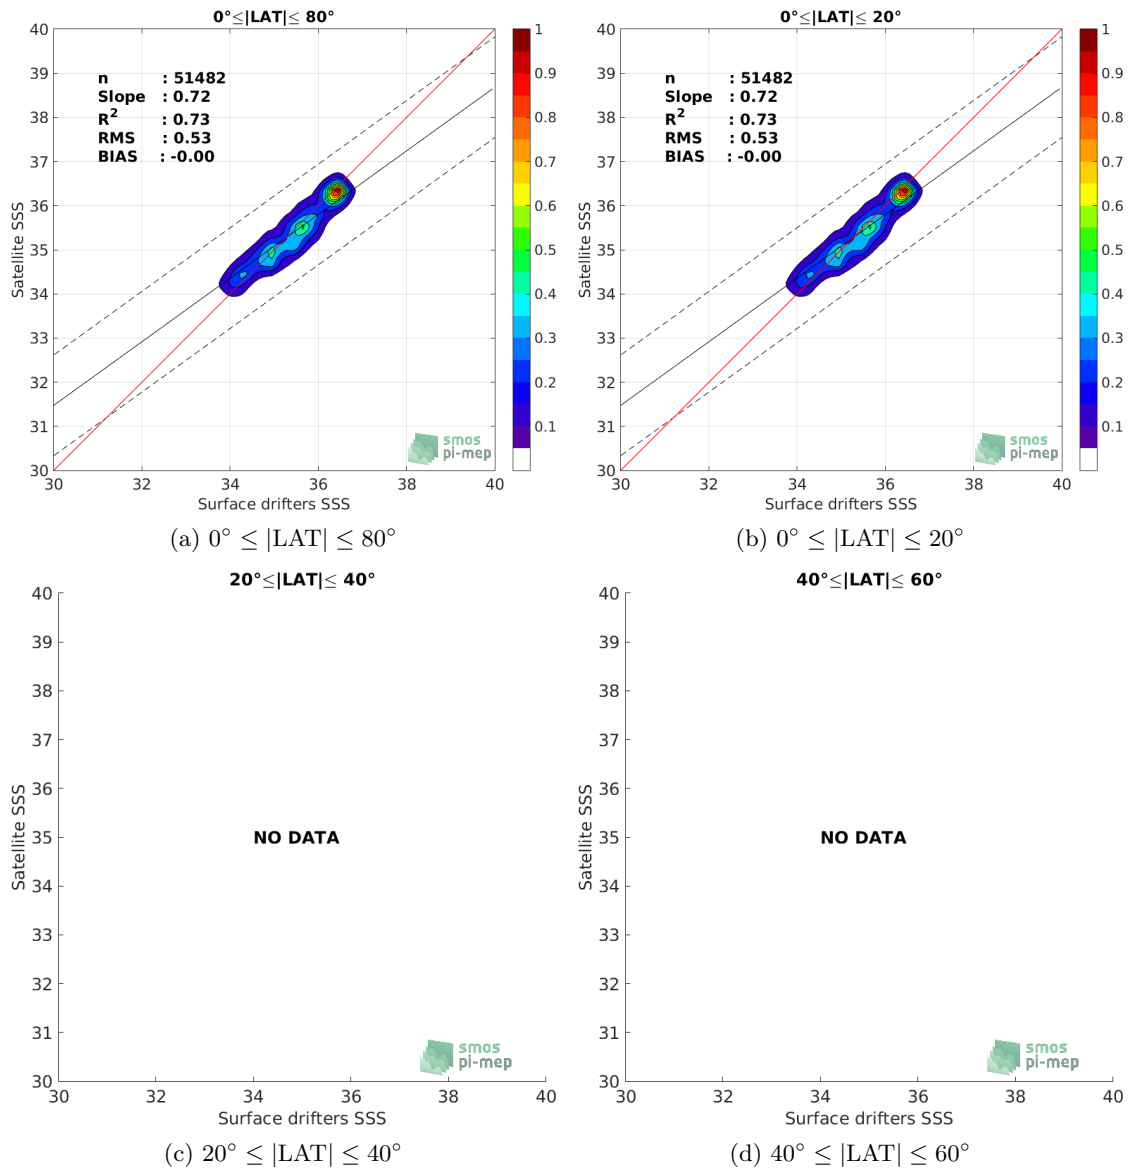 0°≤|LAT|≤ 80°
n : 51482
Slope : 0.72
R2 : 0.73
RMS : 0.53
BIAS : -0.00
40
39
38
37
36
35
34
33
32
31
30
Satellite SSS
30 32 34 36 38 40
Surface drifters SSS
1
0.9
0.8
0.7
0.6
0.5
0.4
0.3
0.2
0.1
smos
pi-mep
(a) 0° ≤ |LAT| ≤ 80°
0°≤|LAT|≤ 20°
n : 51482
Slope : 0.72
R2 : 0.73
RMS : 0.53
BIAS : -0.00
40
39
38
37
36
35
34
33
32
31
30
Satellite SSS
30 32 34 36 38 40
Surface drifters SSS
1
0.9
0.8
0.7
0.6
0.5
0.4
0.3
0.2
0.1
smos
pi-mep
(b) 0° ≤ |LAT| ≤ 20°
20°≤|LAT|≤ 40°
40
39
38
37
36
35
34
33
32
31
30
Satellite SSS
NO DATA
30 32 34 36 38 40
Surface drifters SSS
smos
pi-mep
(c) 20° ≤ |LAT| ≤ 40°
40°≤|LAT|≤ 60°
40
39
38
37
36
35
34
33
32
31
30
Satellite SSS
NO DATA
30 32 34 36 38 40
Surface drifters SSS
smos
pi-mep
(d) 40° ≤ |LAT| ≤ 60°